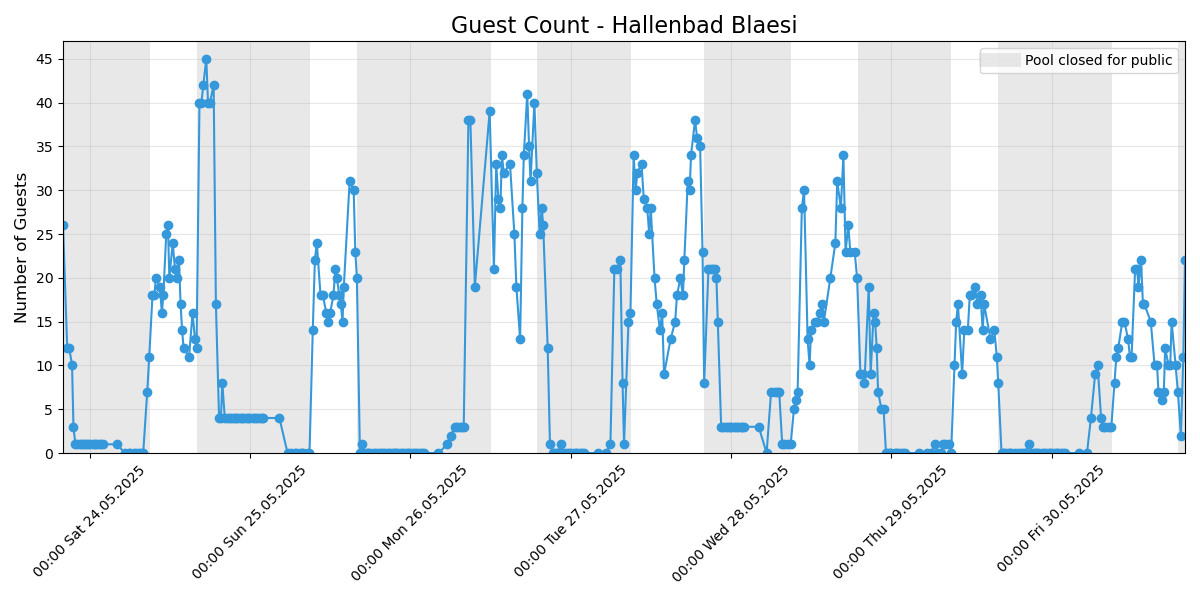 Guest Count - Hallenbad Blaesi
Pool closed for public
Number of Guests
45
40
35
30
25
20
15
10
5
0
00:00 Sat 24.05.2025
00:00 Sun 25.05.2025
00:00 Mon 26.05.2025
00:00 Tue 27.05.2025
00:00 Wed 28.05.2025
00:00 Thu 29.05.2025
00:00 Fri 30.05.2025